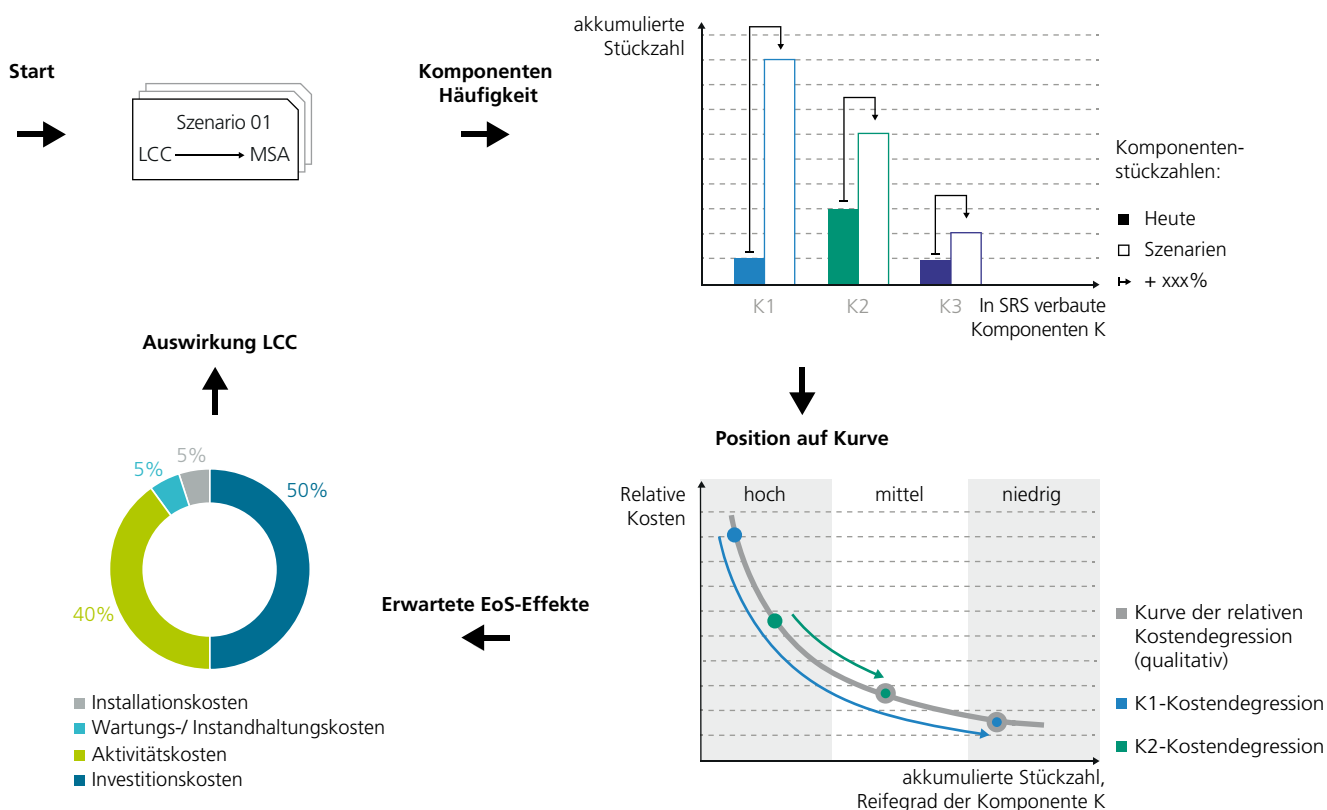 Start
Szenario 01
LCC MSA
Komponenten
Häufigkeit
akkumulierte
Stückzahl
K1
K2
K3
In SRS verbaute
Komponenten K
Komponenten-
stückzahlen:
Heute
Szenarien
+ xxx%
Position auf Kurve
Relative
Kosten
hoch
mittel
niedrig
akkumulierte Stückzahl,
Reifegrad der Komponente K
Kurve der relativen
Kostendegression
(qualitativ)
K1-Kostendegression
K2-Kostendegression
Erwartete EoS-Effekte
Auswirkung LCC
5%
5%
50%
40%
Installationskosten
Wartungs-/ Instandhaltungskosten
Aktivitätskosten
Investitionskosten